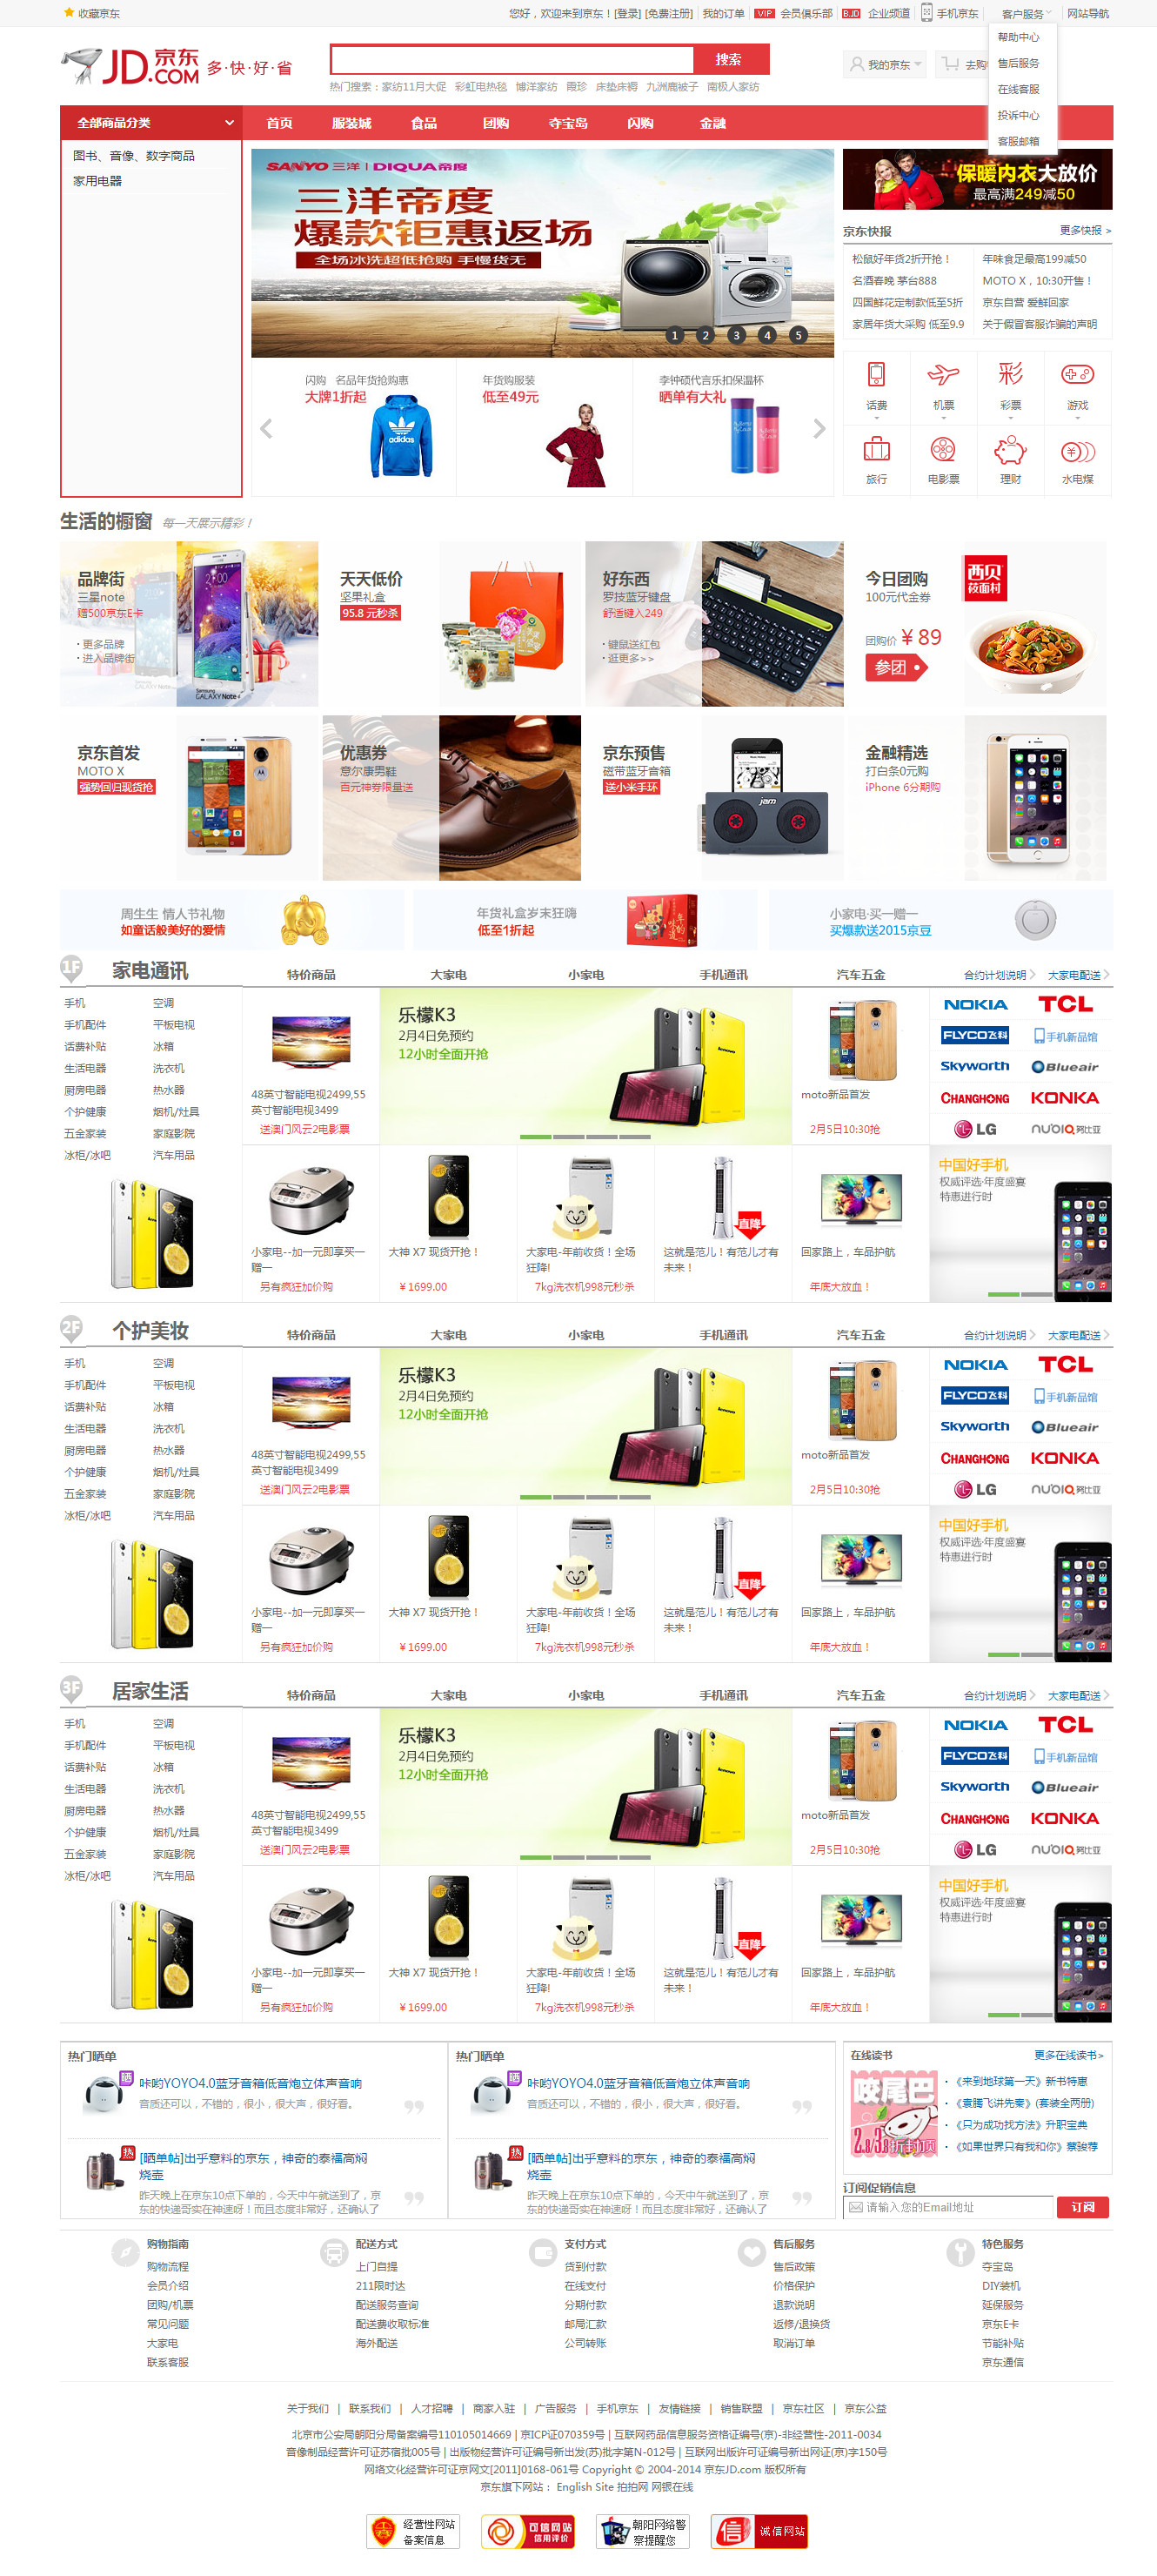 收藏京东
您好，欢迎来到京东！[登录] [免费注册]
我的订单
VIP 会员俱乐部
BJD 企业频道
手机京东
客户服务
网站导航
帮助中心
售后服务
在线客服
投诉中心
客服邮箱
JD.COM 京东
多·快·好·省
搜索
热门搜索：家纺11月大促 彩虹电热毯 博洋家纺 霞珍 床垫床褥 九洲鹿被子 南极人家纺
我的京东
去购
全部商品分类
首页 服装城 食品 团购 夺宝岛 闪购 金融
图书、音像、数字商品
家用电器
SANYO 三洋 DIQUA帝度
三洋帝度
爆款钜惠返场
全场冰洗超低抢购 手慢货无
1 2 3 4 5
保暖内衣大放价
最高满249减50
京东快报
更多快报 >
松鼠好年货2折开抢！
年味食足最高199减50
名酒春晚 茅台888
MOTO X，10:30开售！
四国鲜花定制款低至5折
京东自营 爱鲜回家
家居年货大采购 低至9.9
关于假冒客服诈骗的声明
闪购 名品年货抢购惠
大牌1折起
adidas
年货购服装
低至49元
李钟硕代言乐扣保温杯
晒单有大礼
彩
话费 机票 彩票 游戏
旅行 电影票 理财 水电煤
生活的橱窗 每一天展示精彩！
品牌街
三星note
赠500京东E卡
· 更多品牌
· 进入品牌街
SAMSUNG
GALAXY Note 4
天天低价
坚果礼盒
95.8 元秒杀
好东西
罗技蓝牙键盘
舒适键入249
· 键鼠送红包
· 逛更多>>
今日团购
100元代金券
团购价￥89
参团
西贝
莜面村
京东首发
MOTO X
强势回归现货抢
优惠券
意尔康男鞋
百元神券限量送
京东预售
磁带蓝牙音箱
送小米手环
jam
金融精选
打白条0元购
iPhone 6分期购
周生生 情人节礼物
如童话般美好的爱情
年货礼盒岁末狂嗨
低至1折起
小家电·买一赠一
买爆款送2015京豆
1F 家电通讯
特价商品 大家电 小家电 手机通讯 汽车五金
合约计划说明 大家电配送
手机 空调
手机配件 平板电视
话费补贴 冰箱
生活电器 洗衣机
厨房电器 热水器
个护健康 烟机/灶具
五金家装 家庭影院
冰柜/冰吧 汽车用品
48英寸智能电视2499,55
英寸智能电视3499
送澳门风云2电影票
乐檬K3
2月4日免预约
12小时全面开抢
moto新品首发
2月5日10:30抢
NOKIA TCL
FLYCO飞科 手机新品馆
Skyworth Blueair
CHANGHONG KONKA
LG nubia 努比亚
小家电--加一元即享买一
赠一
另有疯狂加价购
大神 X7 现货开抢！
￥1699.00
大家电-年前收货！全场
狂降!
7kg洗衣机998元秒杀
直降
这就是范儿！有范儿才有
未来！
回家路上，车品护航
年底大放血！
中国好手机
权威评选·年度盛宴
特惠进行时
2F 个护美妆
特价商品 大家电 小家电 手机通讯 汽车五金
合约计划说明 大家电配送
手机 空调
手机配件 平板电视
话费补贴 冰箱
生活电器 洗衣机
厨房电器 热水器
个护健康 烟机/灶具
五金家装 家庭影院
冰柜/冰吧 汽车用品
48英寸智能电视2499,55
英寸智能电视3499
送澳门风云2电影票
乐檬K3
2月4日免预约
12小时全面开抢
moto新品首发
2月5日10:30抢
NOKIA TCL
FLYCO飞科 手机新品馆
Skyworth Blueair
CHANGHONG KONKA
LG nubia 努比亚
小家电--加一元即享买一
赠一
另有疯狂加价购
大神 X7 现货开抢！
￥1699.00
大家电-年前收货！全场
狂降!
7kg洗衣机998元秒杀
直降
这就是范儿！有范儿才有
未来！
回家路上，车品护航
年底大放血！
中国好手机
权威评选·年度盛宴
特惠进行时
3F 居家生活
特价商品 大家电 小家电 手机通讯 汽车五金
合约计划说明 大家电配送
手机 空调
手机配件 平板电视
话费补贴 冰箱
生活电器 洗衣机
厨房电器 热水器
个护健康 烟机/灶具
五金家装 家庭影院
冰柜/冰吧 汽车用品
48英寸智能电视2499,55
英寸智能电视3499
送澳门风云2电影票
乐檬K3
2月4日免预约
12小时全面开抢
moto新品首发
2月5日10:30抢
NOKIA TCL
FLYCO飞科 手机新品馆
Skyworth Blueair
CHANGHONG KONKA
LG nubia 努比亚
小家电--加一元即享买一
赠一
另有疯狂加价购
大神 X7 现货开抢！
￥1699.00
大家电-年前收货！全场
狂降!
7kg洗衣机998元秒杀
直降
这就是范儿！有范儿才有
未来！
回家路上，车品护航
年底大放血！
中国好手机
权威评选·年度盛宴
特惠进行时
热门晒单
晒
咔哟YOYO4.0蓝牙音箱低音炮立体声音响
音质还可以，不错的，很小，很大声，很好看。
热
[晒单帖]出乎意料的京东，神奇的泰福高焖
烧壶
昨天晚上在京东10点下单的，今天中午就送到了，京
东的快递哥实在神速呀！而且态度非常好，还确认了
热门晒单
晒
咔哟YOYO4.0蓝牙音箱低音炮立体声音响
音质还可以，不错的，很小，很大声，很好看。
热
[晒单帖]出乎意料的京东，神奇的泰福高焖
烧壶
昨天晚上在京东10点下单的，今天中午就送到了，京
东的快递哥实在神速呀！而且态度非常好，还确认了
在线读书
更多在线读书>
咬尾巴
2.8/3.8折封顶
· 《来到地球第一天》新书特惠
· 《袁腾飞讲先秦》(套装全两册)
· 《只为成功找方法》升职宝典
· 《如果世界只有我和你》蔡骏荐
订阅促销信息
请输入您的Email地址
订阅
购物指南
购物流程
会员介绍
团购/机票
常见问题
大家电
联系客服
配送方式
上门自提
211限时达
配送服务查询
配送费收取标准
海外配送
支付方式
货到付款
在线支付
分期付款
邮局汇款
公司转账
售后服务
售后政策
价格保护
退款说明
返修/退换货
取消订单
特色服务
夺宝岛
DIY装机
延保服务
京东E卡
节能补贴
京东通信
关于我们 | 联系我们 | 人才招聘 | 商家入驻 | 广告服务 | 手机京东 | 友情链接 | 销售联盟 | 京东社区 | 京东公益
北京市公安局朝阳分局备案编号110105014669 | 京ICP证070359号 | 互联网药品信息服务资格证编号(京)-非经营性-2011-0034
音像制品经营许可证苏宿批005号 | 出版物经营许可证编号新出发(苏)批字第N-012号 | 互联网出版许可证编号新出网证(京)字150号
网络文化经营许可证京网文[2011]0168-061号 Copyright © 2004-2014 京东JD.com 版权所有
京东旗下网站： English Site 拍拍网 网银在线
经营性网站
备案信息
可信网站
信用评价
朝阳网络警
察提醒您
信 诚信网站